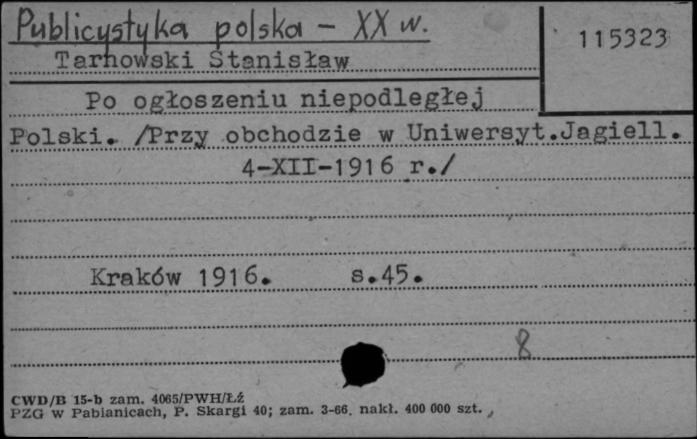 Publicystyka polska - XX w.
115323
Tarnowski Stanisław
Po ogłoszeniu niepodległej
Polski. /Przy obchodzie w Uniwersyt.Jagiell.
4-XII-1916 r./
Kraków 1916. s.45.
8
CWD/B 15-b zam. 4065/PWH/Łź
PZG w Pabianicach, P. Skargi 40; zam. 3-66. nakł. 400 000 szt.